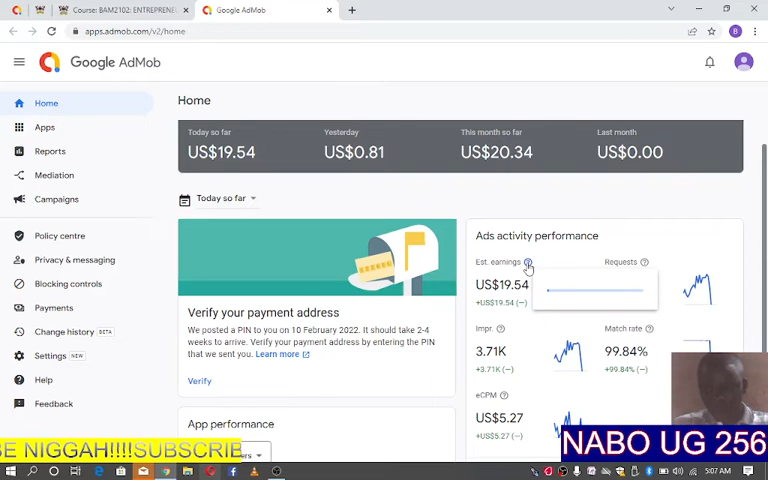 Course: BAM2102: ENTREPRENEU
Google AdMob
apps.admob.com/v2/home
B
Google AdMob
Home
Apps
Reports
Mediation
Campaigns
Policy centre
Privacy & messaging
Blocking controls
Payments
Change history BETA
Settings NEW
Help
Feedback
Home
Today so far
Yesterday
This month so far
Last month
US$19.54
US$0.81
US$20.34
US$0.00
Today so far
Verify your payment address
We posted a PIN to you on 10 February 2022. It should take 2-4
weeks to arrive. Verify your payment address by entering the PIN
that we sent you. Learn more
Verify
App performance
ers
Ads activity performance
Est. earnings
Requests
US$19.54
+US$19.54 (—)
Impr.
Match rate
3.71K
99.84%
+3.71K (—)
+99.84% (—)
eCPM
US$5.27
+US$5.27 (—)
BE NIGGAH!!!!SUBSCRIE
NABO UG 256
5:07 AM